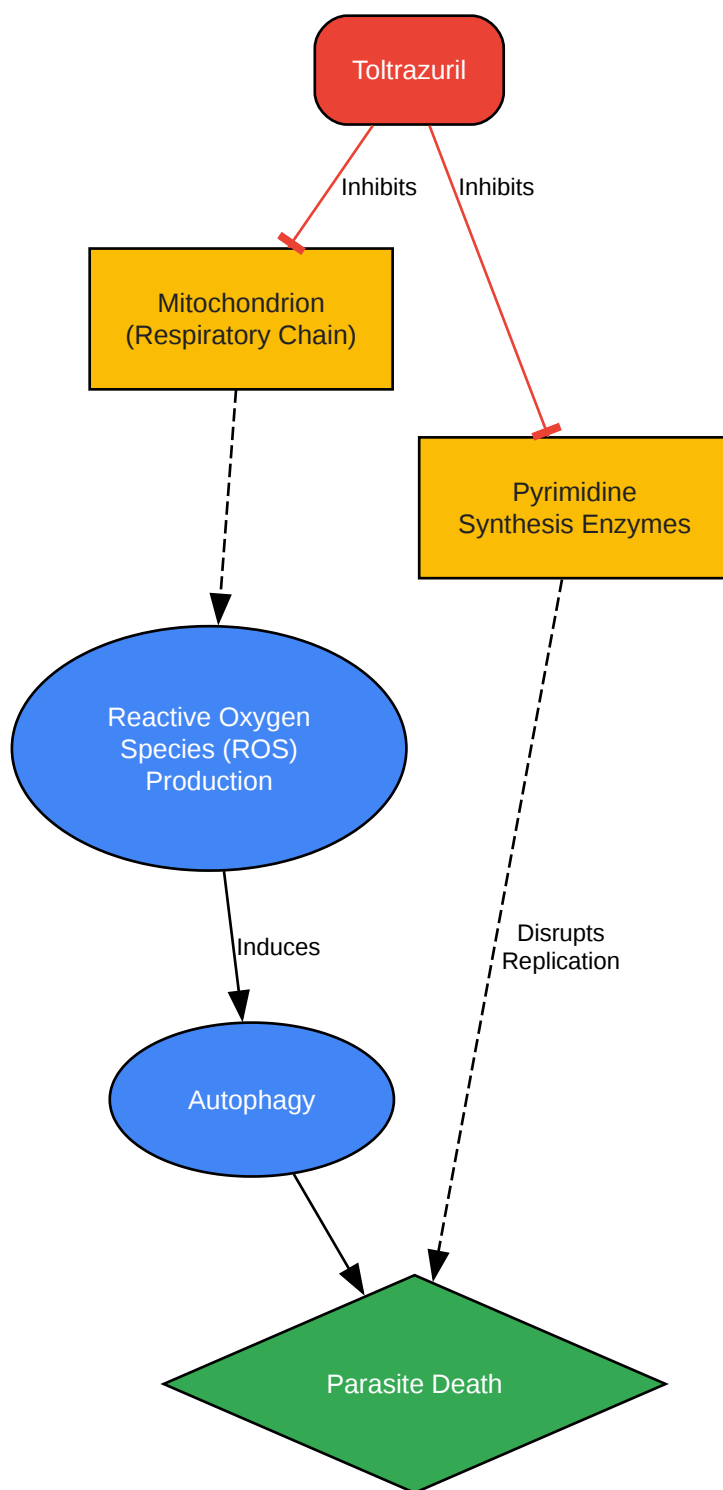 Toltrazuril
Inhibits
Inhibits
Mitochondrion
(Respiratory Chain)
Pyrimidine
Synthesis Enzymes
Reactive Oxygen
Species (ROS)
Production
Disrupts
Replication
Induces
Autophagy
Parasite Death